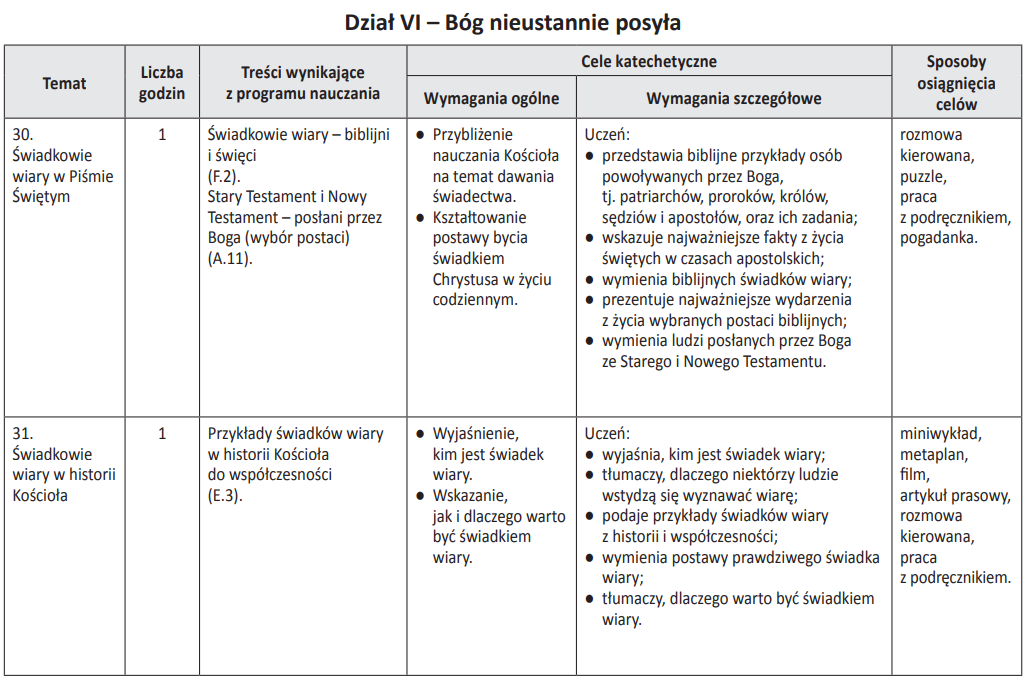 Dział VI – Bóg nieustannie posyła
Temat
Liczba
godzin
Treści wynikające
z programu nauczania
Cele katechetyczne
Wymagania ogólne
Wymagania szczegółowe
Sposoby
osiągnięcia
celów
30.
Świadkowie
wiary w Piśmie
Świętym
1
Świadkowie wiary – biblijni
i święci
(F.2).
Stary Testament i Nowy
Testament – posłani przez
Boga (wybór postaci)
(A.11).
● Przybliżenie
nauczania Kościoła
na temat dawania
świadectwa.
● Kształtowanie
postawy bycia
świadkiem
Chrystusa w życiu
codziennym.
Uczeń:
● przedstawia biblijne przykłady osób
powoływanych przez Boga,
tj. patriarchów, proroków, królów,
sędziów i apostołów, oraz ich zadania;
● wskazuje najważniejsze fakty z życia
świętych w czasach apostolskich;
● wymienia biblijnych świadków wiary;
● prezentuje najważniejsze wydarzenia
z życia wybranych postaci biblijnych;
● wymienia ludzi posłanych przez Boga
ze Starego i Nowego Testamentu.
rozmowa
kierowana,
puzzle,
praca
z podręcznikiem,
pogadanka.
31.
Świadkowie
wiary w historii
Kościoła
1
Przykłady świadków wiary
w historii Kościoła
do współczesności
(E.3).
● Wyjaśnienie,
kim jest świadek
wiary.
● Wskazanie,
jak i dlaczego warto
być świadkiem
wiary.
Uczeń:
● wyjaśnia, kim jest świadek wiary;
● tłumaczy, dlaczego niektórzy ludzie
wstydzą się wyznawać wiarę;
● podaje przykłady świadków wiary
z historii i współczesności;
● wymienia postawy prawdziwego świadka
wiary;
● tłumaczy, dlaczego warto być świadkiem
wiary.
miniwykład,
metaplan,
film,
artykuł prasowy,
rozmowa
kierowana,
praca
z podręcznikiem.